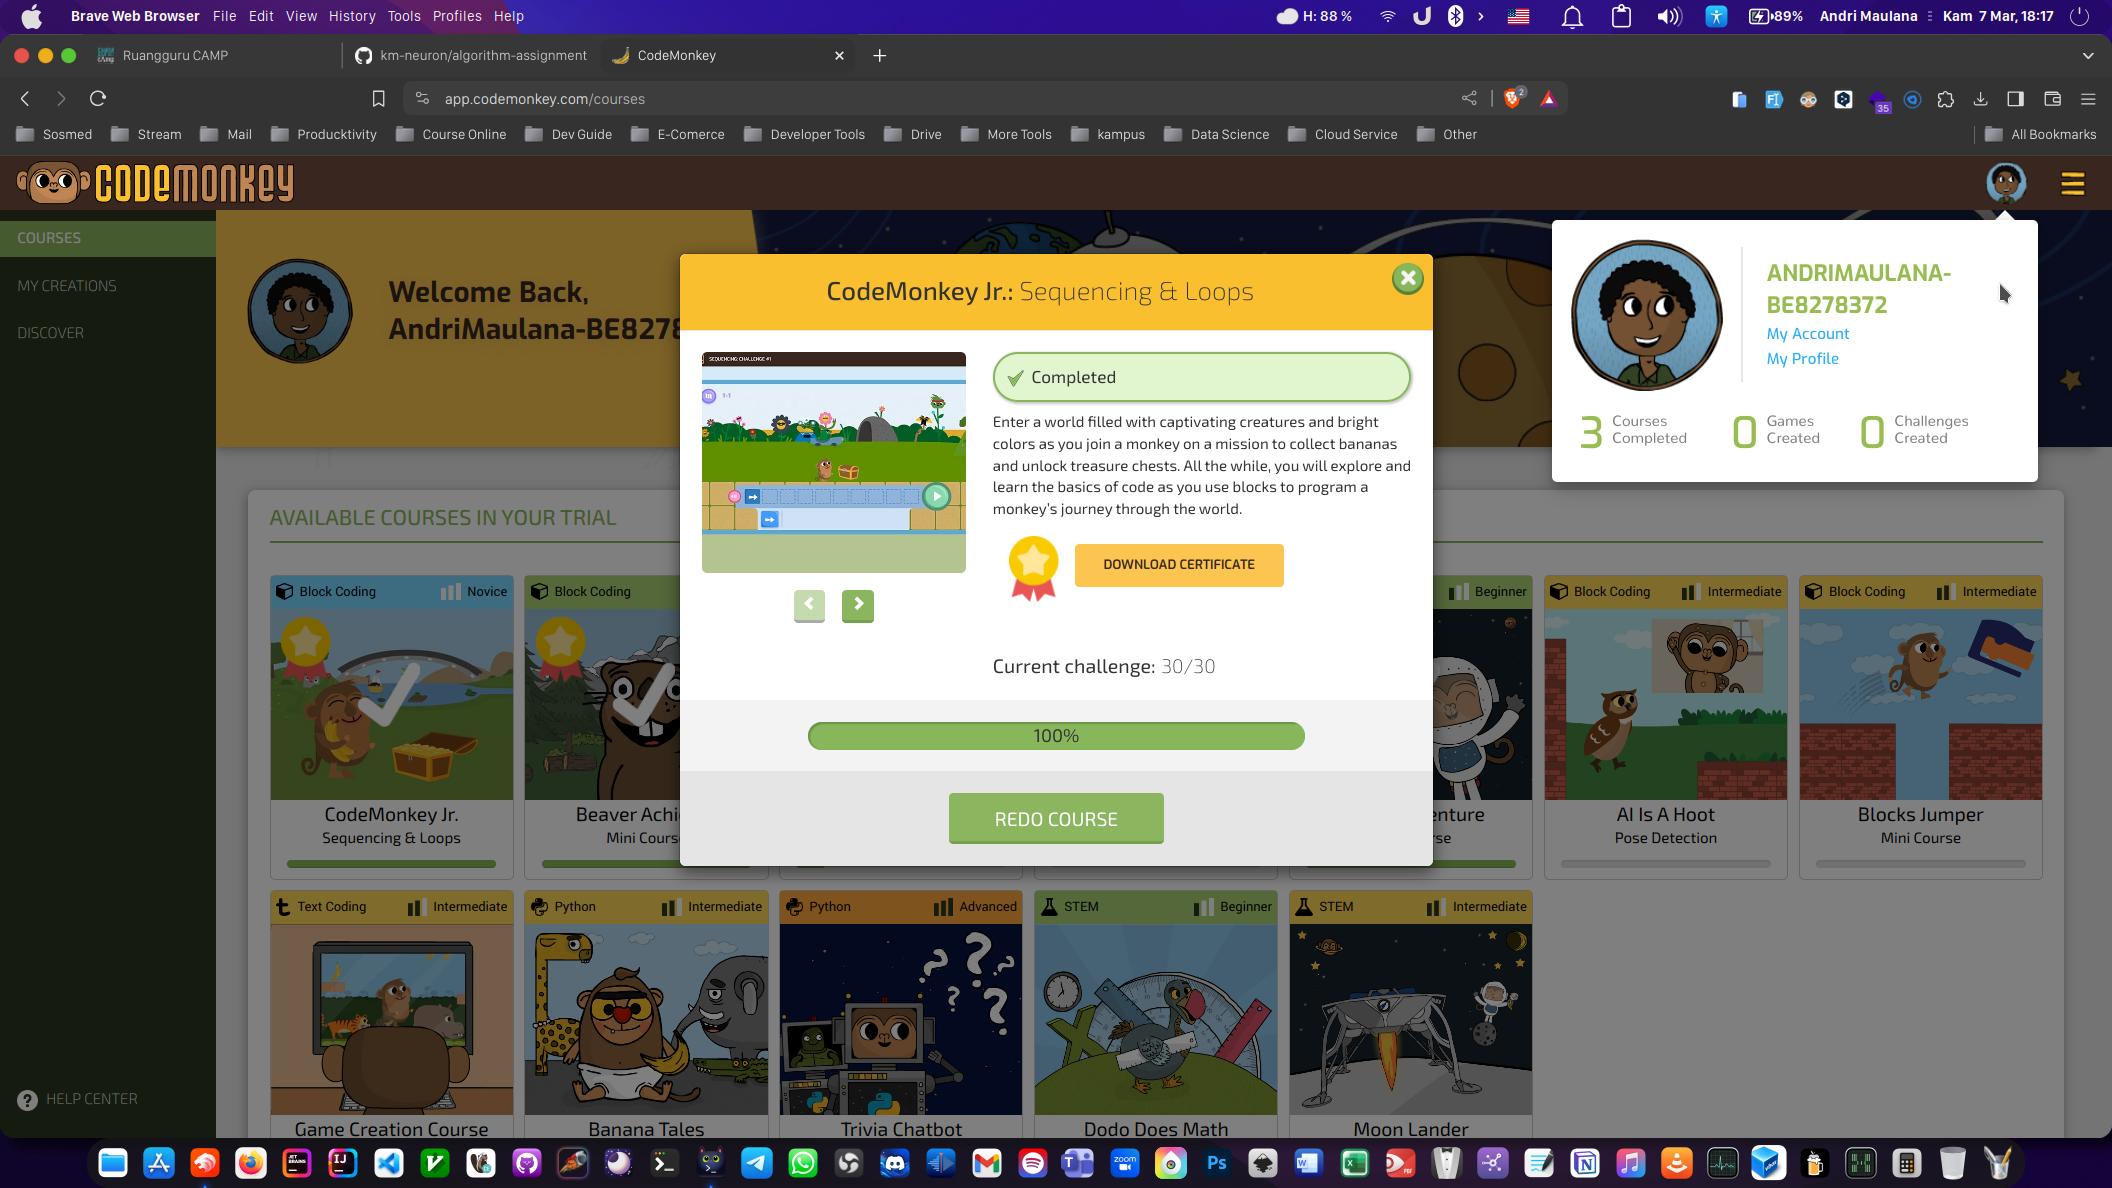 Brave Web Browser File Edit View History Tools Profiles Help H: 88 % 89% Andri Maulana Kam 7 Mar, 18:17
Ruangguru CAMP km-neuron/algorithm-assignment CodeMonkey
app.codemonkey.com/courses 2 35
Sosmed Stream Mail Producktivity Course Online Dev Guide E-Comerce Developer Tools Drive More Tools kampus Data Science Cloud Service Other All Bookmarks
CODEMONKEY
COURSES
MY CREATIONS
DISCOVER
HELP CENTER
Welcome Back,
AndriMaulana-BE8278
ANDRIMAULANA-
BE8278372
My Account
My Profile
3 Courses Completed
0 Games Created
0 Challenges Created
CodeMonkey Jr.: Sequencing & Loops
SEQUENCING: CHALLENGE #1
1-1
Completed
Enter a world filled with captivating creatures and bright
colors as you join a monkey on a mission to collect bananas
and unlock treasure chests. All the while, you will explore and
learn the basics of code as you use blocks to program a
monkey's journey through the world.
DOWNLOAD CERTIFICATE
Current challenge: 30/30
100%
REDO COURSE
AVAILABLE COURSES IN YOUR TRIAL
Block Coding Novice
CodeMonkey Jr.
Sequencing & Loops
Block Coding
Beaver Achi
Mini Cours
Beginner
enture
rse
Block Coding Intermediate
AI Is A Hoot
Pose Detection
Block Coding Intermediate
Blocks Jumper
Mini Course
Text Coding Intermediate
Game Creation Course
Python Intermediate
Banana Tales
Python Advanced
Trivia Chatbot
STEM Beginner
Dodo Does Math
STEM Intermediate
Moon Lander
zoom
Ps